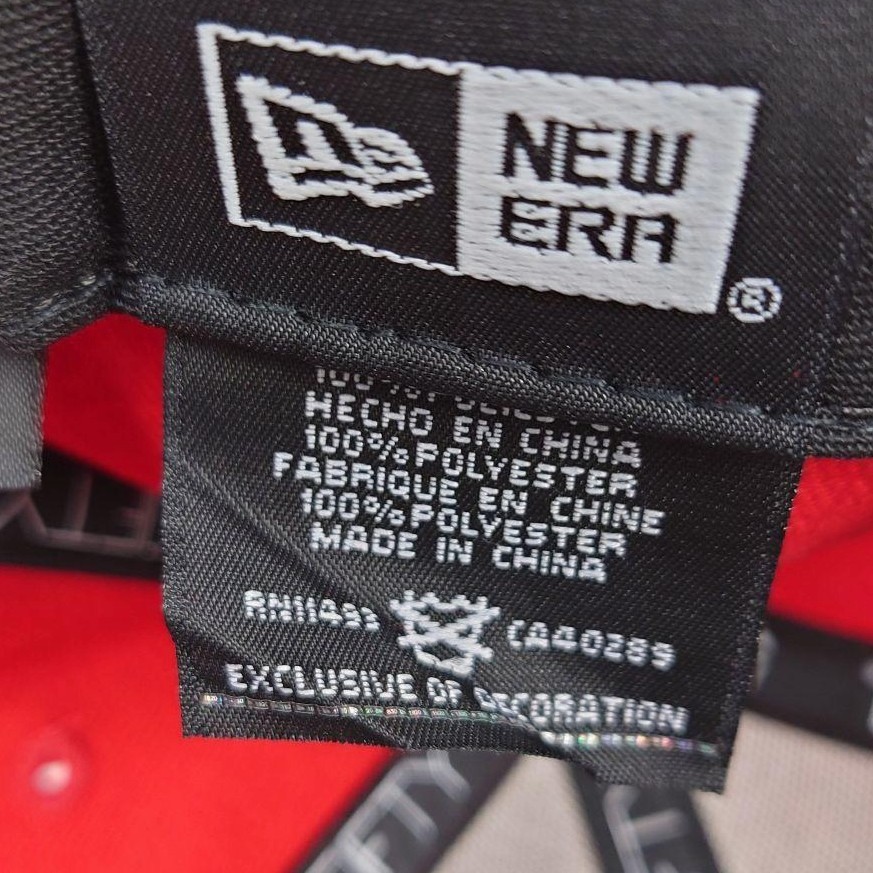 NEW
ERA
®
HECHO EN CHINA
100%POLYESTER
FABRIQUE EN CHINE
100%POLYESTER
MADE IN CHINA
RN11493 CA40289
EXCLUSIVE OF DECORATION
FIFTY